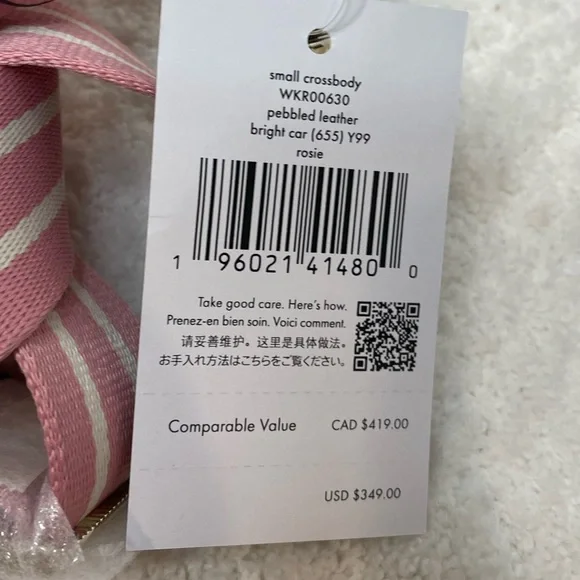 small crossbody
WKR00630
pebbled leather
bright car (655) Y99
rosie
1 96021 41480 0
Take good care. Here's how.
Prenez-en bien soin. Voici comment.
请妥善维护。这里是具体做法。
お手入れ方法はこちらをご覧ください。
Comparable Value CAD $419.00
USD $349.00